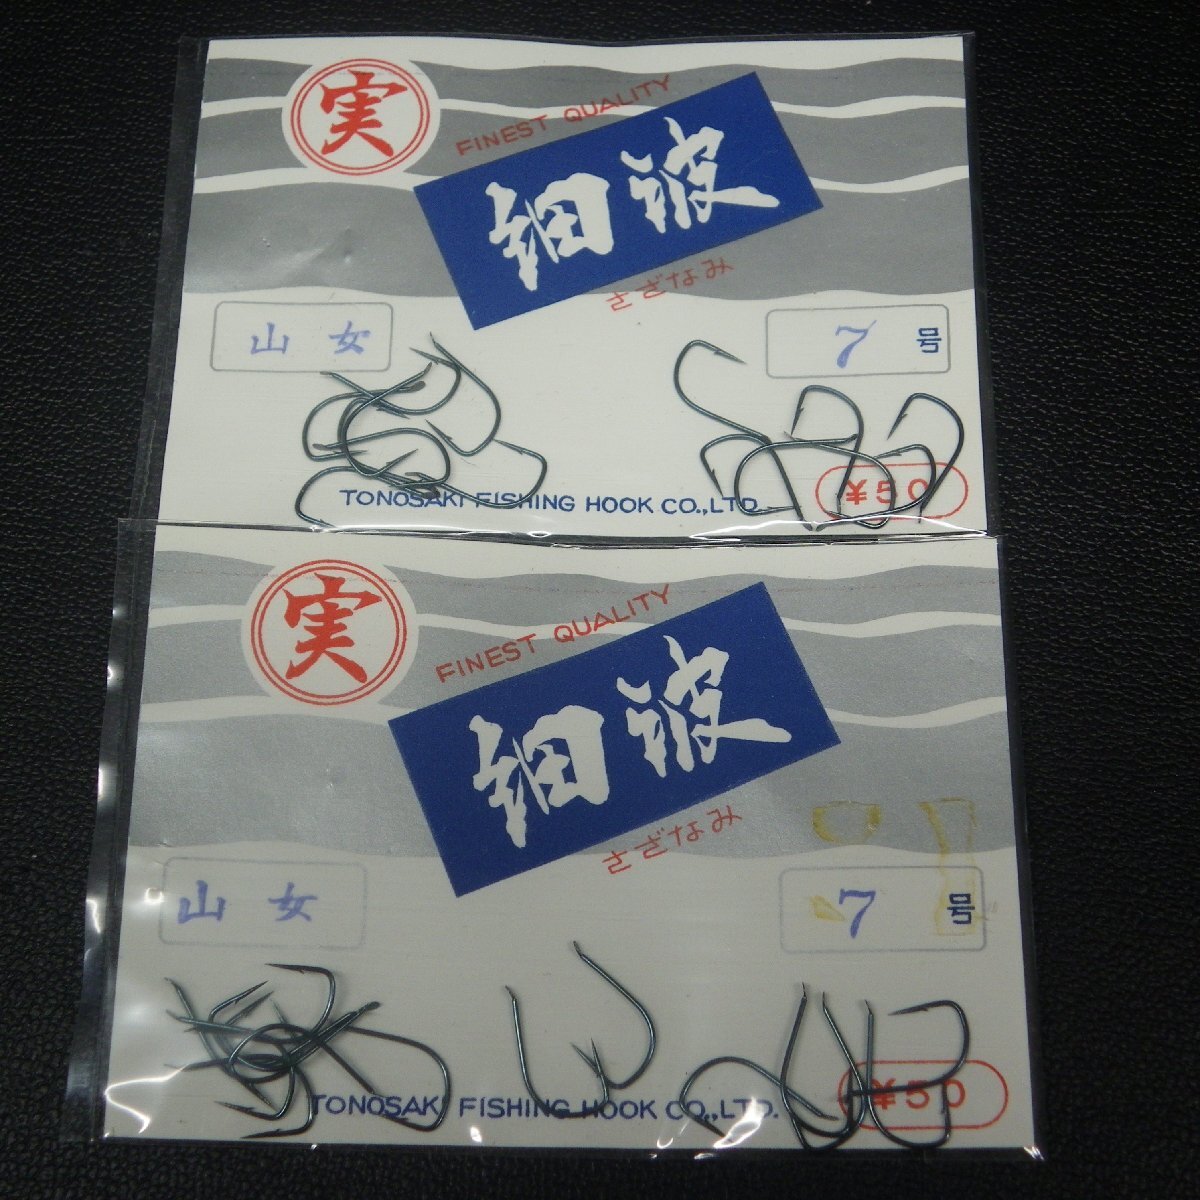 実
FINEST QUALITY
細波
さざなみ
山女
7号
¥50
TONOSAKI FISHING HOOK CO.,LTD.
実
FINEST QUALITY
細波
さざなみ
山女
7号
¥50
TONOSAKI FISHING HOOK CO.,LTD.